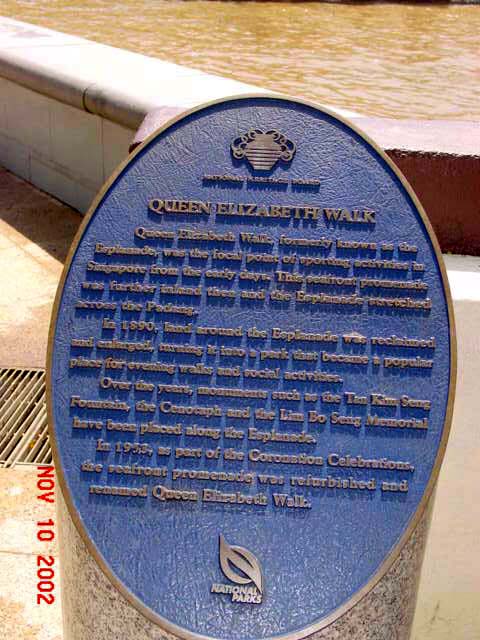 NATIONAL HERITAGE BOARD
QUEEN ELIZABETH WALK
Queen Elizabeth Walk, formerly known as the
Esplanade, was the focal point of sporting activities in
Singapore from the early days. This seafront promenade
was further inland then and the Esplanade stretched
across the Padang.
In 1890, land around the Esplanade was reclaimed
and enlarged, turning it into a park that became a popular
place for evening walks and social activities.
Over the years, monuments such as the Tan Kim Seng
Fountain, the Cenotaph and the Lim Bo Seng Memorial
have been placed along the Esplanade.
In 1953, as part of the Coronation Celebrations,
the seafront promenade was refurbished and
renamed Queen Elizabeth Walk.
NATIONAL
PARKS
NOV 10 2002